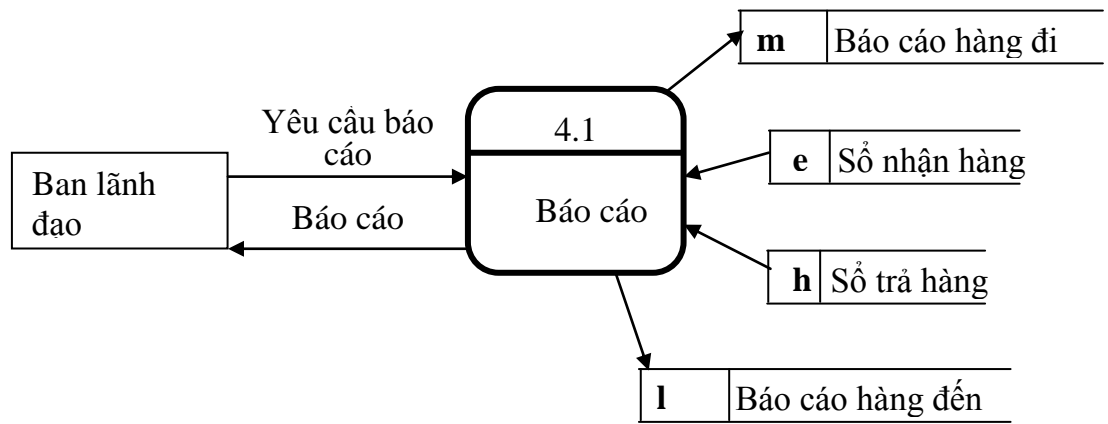 m Báo cáo hàng đi
Yêu cầu báo
cáo
4.1
e Sổ nhận hàng
Ban lãnh
đạo
Báo cáo
Báo cáo
h Sổ trả hàng
l Báo cáo hàng đến